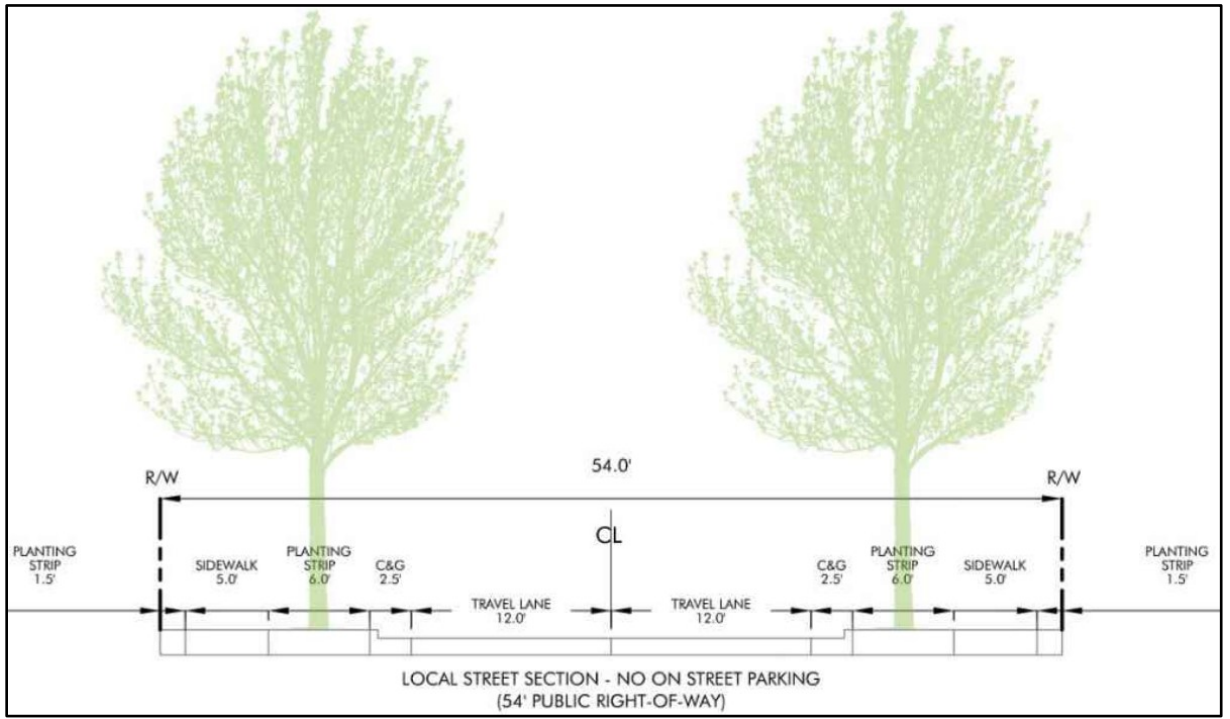 54.0'
R/W
R/W
CL
PLANTING
STRIP
1.5'
SIDEWALK
5.0'
PLANTING
STRIP
6.0'
C&G
2.5'
TRAVEL LANE
12.0'
TRAVEL LANE
12.0'
C&G
2.5'
PLANTING
STRIP
6.0'
SIDEWALK
5.0'
PLANTING
STRIP
1.5'
LOCAL STREET SECTION - NO ON STREET PARKING
(54' PUBLIC RIGHT-OF-WAY)